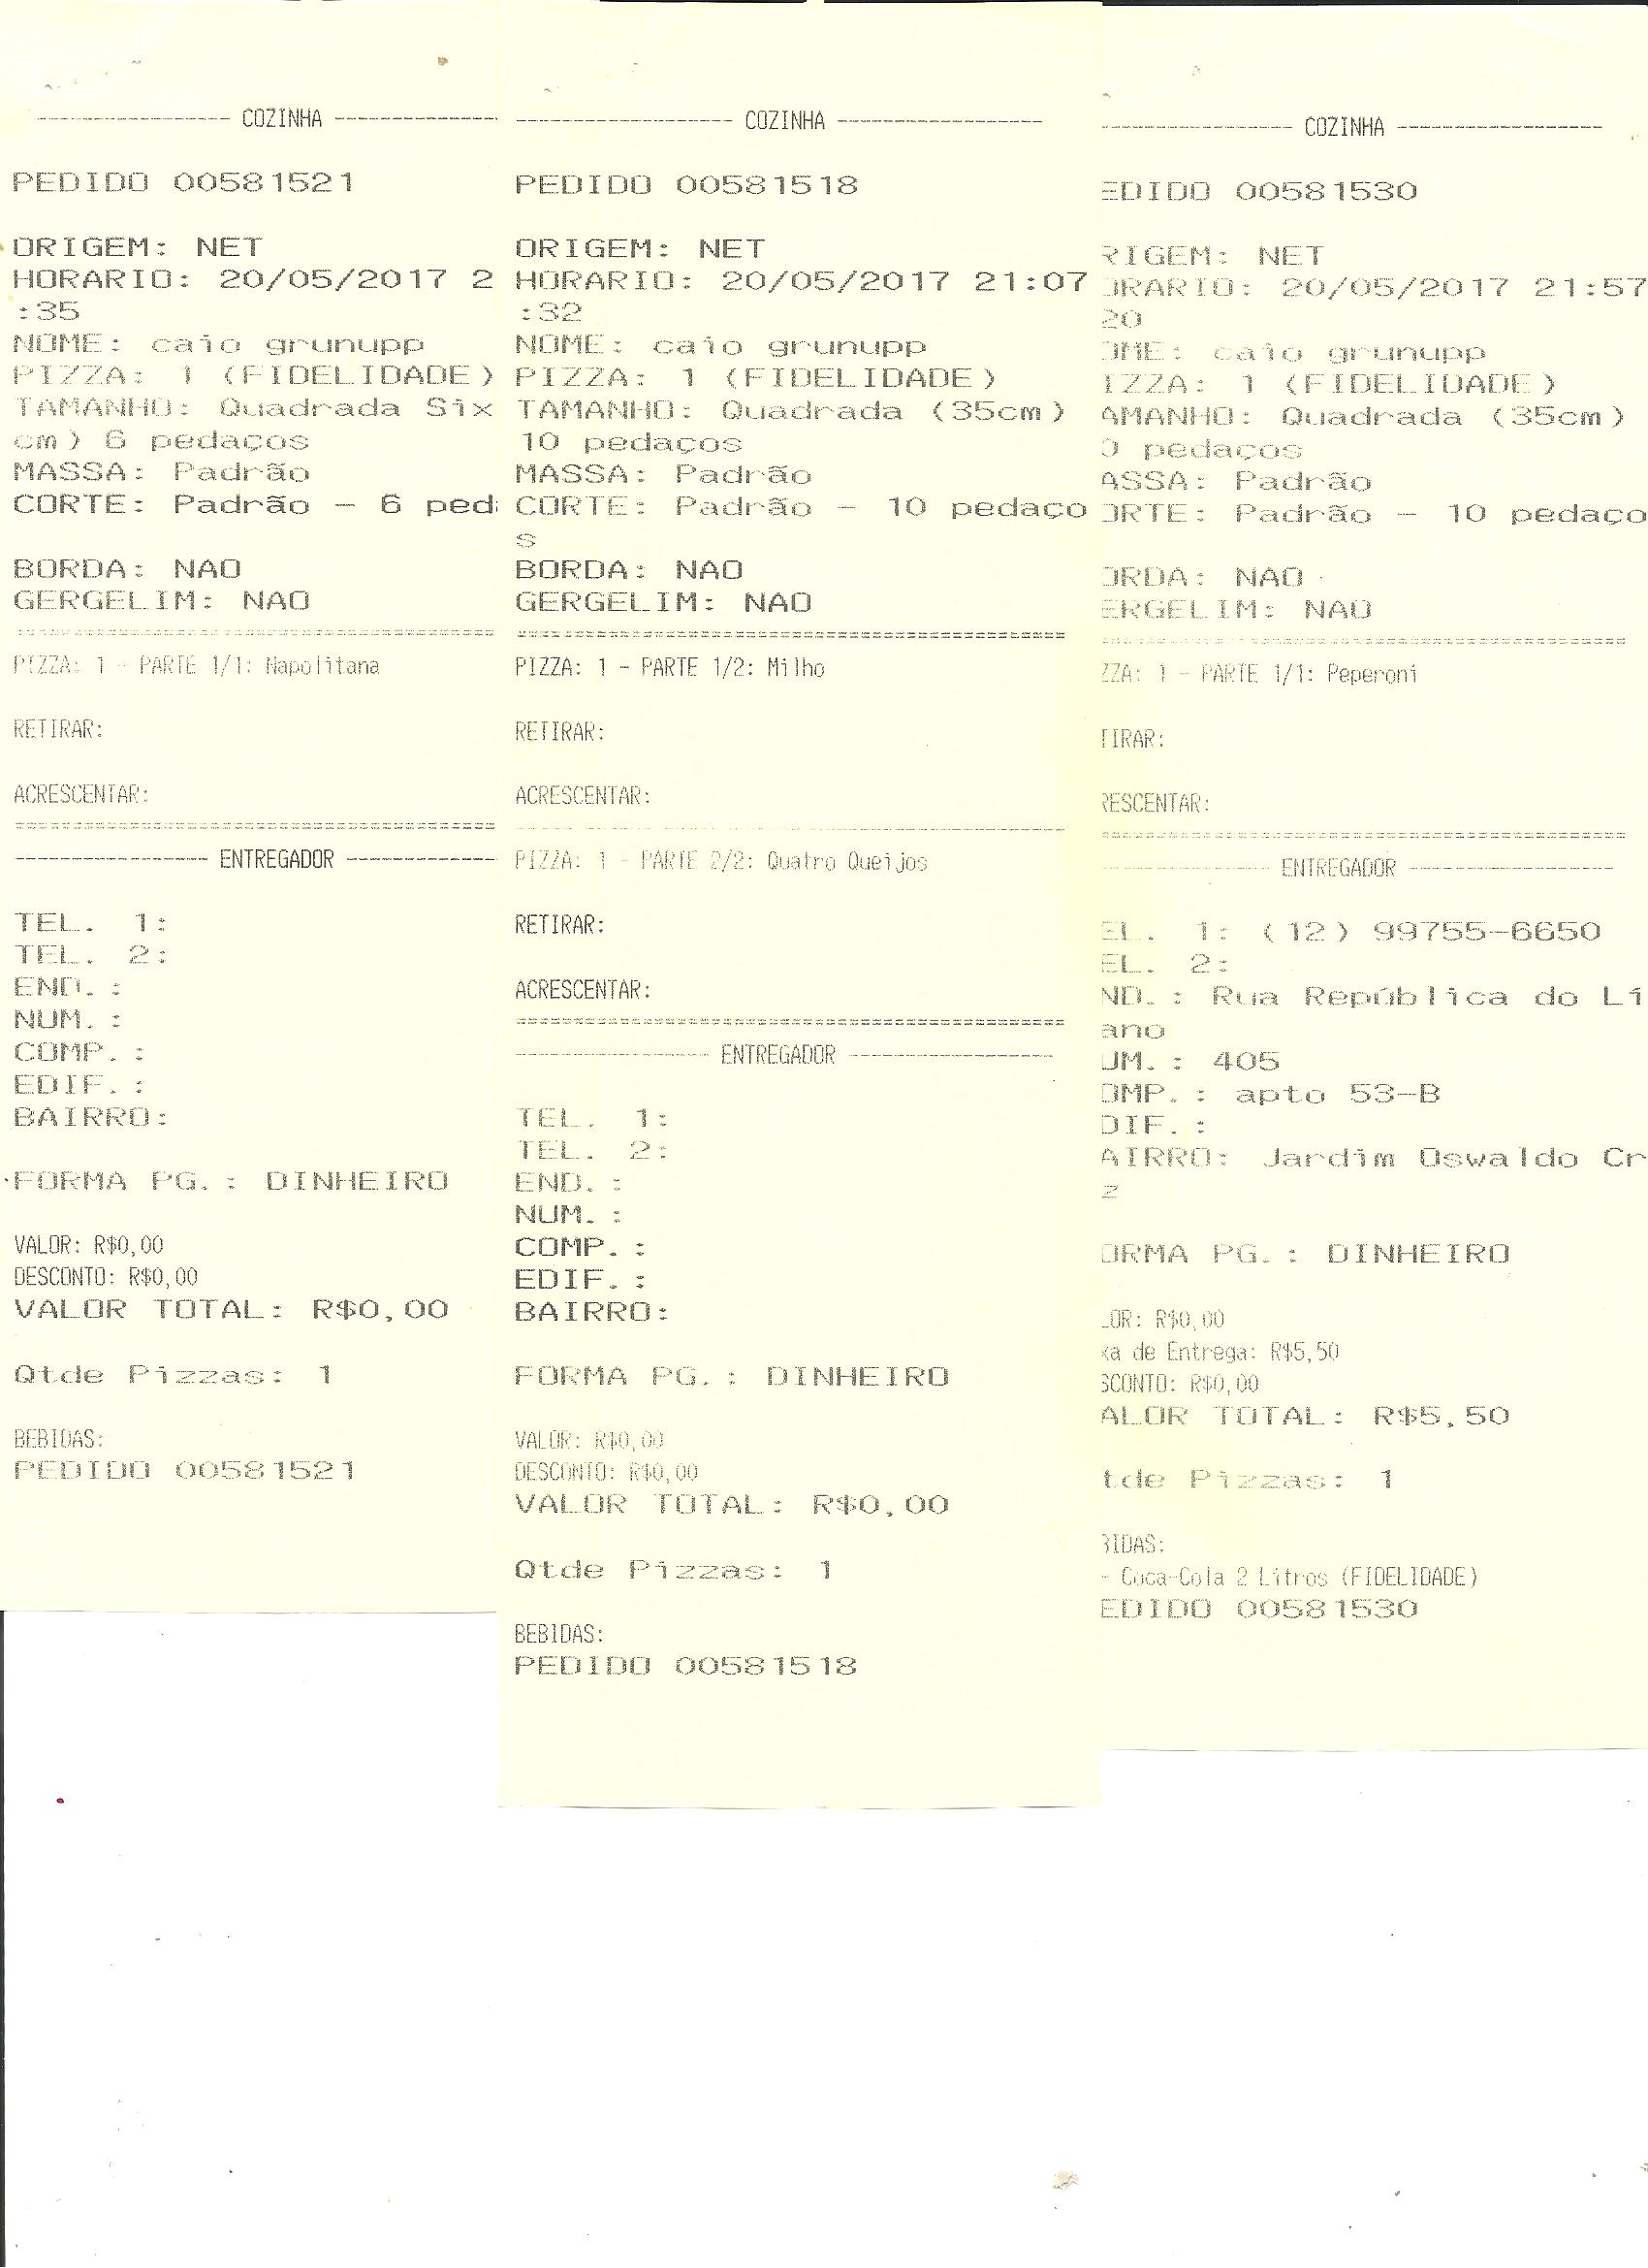 ---------------- COZINHA --------------
PEDIDO 00581521
ORIGEM: NET
HORARIO: 20/05/2017 2
:35
NOME: caio grunupp
PIZZA: 1 (FIDELIDADE)
TAMANHO: Quadrada Six
cm) 6 pedaços
MASSA: Padrão
CORTE: Padrão - 6 ped
BORDA: NAO
GERGELIM: NAO
==========================================
PIZZA: 1 - PARTE 1/1: Napolitana
RETIRAR:
ACRESCENTAR:
==========================================
---------------- ENTREGADOR -------------
TEL. 1:
TEL. 2:
END.:
NUM.:
COMP.:
EDIF.:
BAIRRO:
FORMA PG.: DINHEIRO
VALOR: R$0,00
DESCONTO: R$0,00
VALOR TOTAL: R$0,00
Qtde Pizzas: 1
BEBIDAS:
PEDIDO 00581521
------------------ COZINHA -----------------
PEDIDO 00581518
ORIGEM: NET
HORARIO: 20/05/2017 21:07
:32
NOME: caio grunupp
PIZZA: 1 (FIDELIDADE)
TAMANHO: Quadrada (35cm)
10 pedaços
MASSA: Padrão
CORTE: Padrão - 10 pedaço
s
BORDA: NAO
GERGELIM: NAO
================================================
PIZZA: 1 - PARTE 1/2: Milho
RETIRAR:
ACRESCENTAR:
------------------------------------------------
PIZZA: 1 - PARTE 2/2: Quatro Queijos
RETIRAR:
ACRESCENTAR:
================================================
----------------- ENTREGADOR -----------------
TEL. 1:
TEL. 2:
END.:
NUM.:
COMP.:
EDIF.:
BAIRRO:
FORMA PG.: DINHEIRO
VALOR: R$0,00
DESCONTO: R$0,00
VALOR TOTAL: R$0,00
Qtde Pizzas: 1
BEBIDAS:
PEDIDO 00581518
---------------- COZINHA -----------------
EDIDO 00581530
RIGEM: NET
ORARIO: 20/05/2017 21:57
20
OME: caio grunupp
IZZA: 1 (FIDELIDADE)
AMANHO: Quadrada (35cm)
0 pedaços
ASSA: Padrão
ORTE: Padrão - 10 pedaço
ORDA: NAO
ERGELIM: NAO
==============================================
ZZA: 1 - PARTE 1/1: Peperoni
TIRAR:
RESCENTAR:
==============================================
--------------- ENTREGADOR ------------------
EL. 1: (12) 99755-6650
EL. 2:
ND.: Rua República do Lí
ano
UM.: 405
OMP.: apto 53-B
DIF.:
AIRRO: Jardim Oswaldo Cr
z
ORMA PG.: DINHEIRO
LOR: R$0,00
xa de Entrega: R$5,50
SCONTO: R$0,00
ALOR TOTAL: R$5,50
tde Pizzas: 1
BIDAS:
- Coca-Cola 2 Litros (FIDELIDADE)
EDIDO 00581530